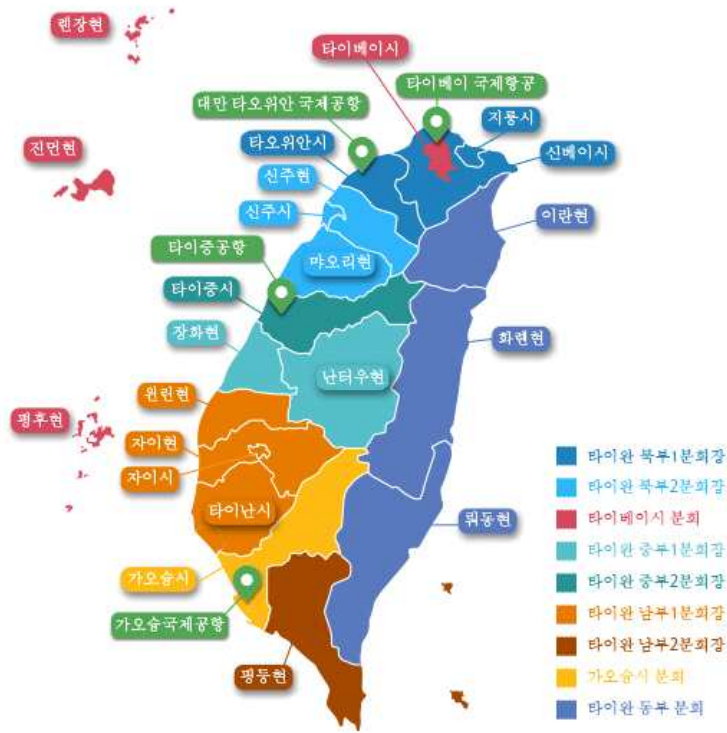 렌장현
타이베이시
타이베이 국제항공
대만 타오위안 국제공항
지룽시
타오위안시
진먼현
신베이시
신주현
신주시
이란현
타이중공항
먀오리현
타이중시
장화현
화롄현
난터우현
윈린현
펑후현
자이현
자이시
타이완 북부1분회장
타이완 북부2분회장
타이난시
타이베이시 분회
타이완 중부1분회장
가오슝시
타이완 중부2분회장
가오슝국제공항
타이완 남부1분회장
타이완 남부2분회장
핑둥현
가오슝시 분회
타이완 동부 분회